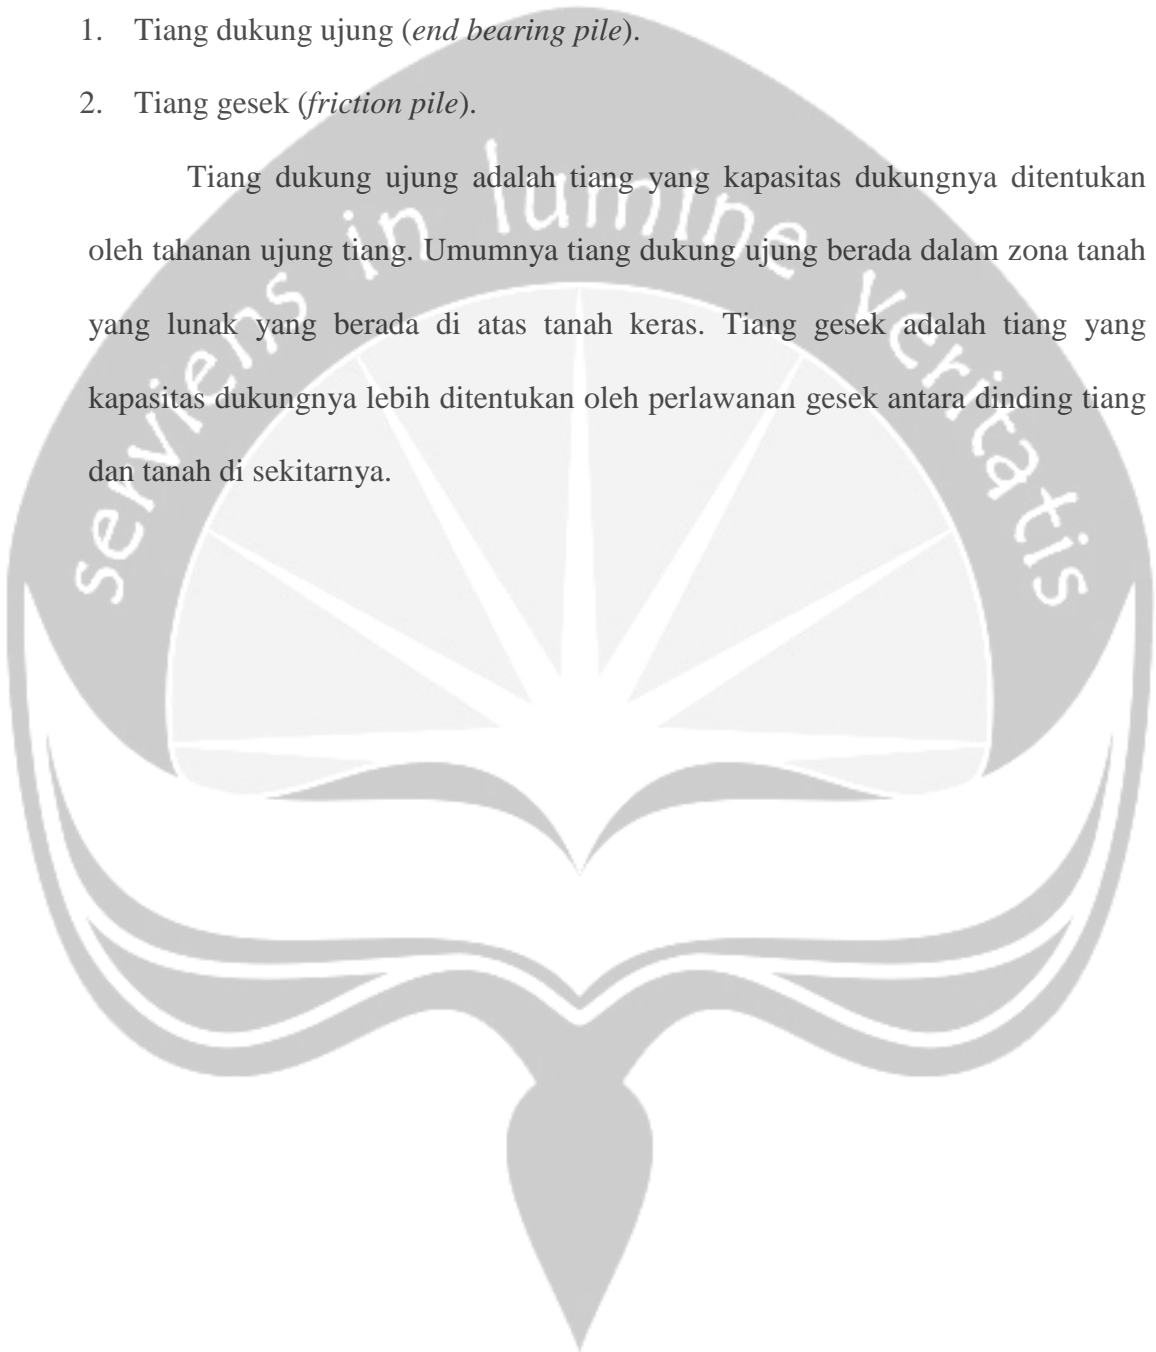 1. Tiang dukung ujung (end bearing pile).
2. Tiang gesek (friction pile).
Tiang dukung ujung adalah tiang yang kapasitas dukungnya ditentukan
oleh tahanan ujung tiang. Umumnya tiang dukung ujung berada dalam zona tanah
yang lunak yang berada di atas tanah keras. Tiang gesek adalah tiang yang
kapasitas dukungnya lebih ditentukan oleh perlawanan gesek antara dinding tiang
dan tanah di sekitarnya.
serviens in lumine veritatis